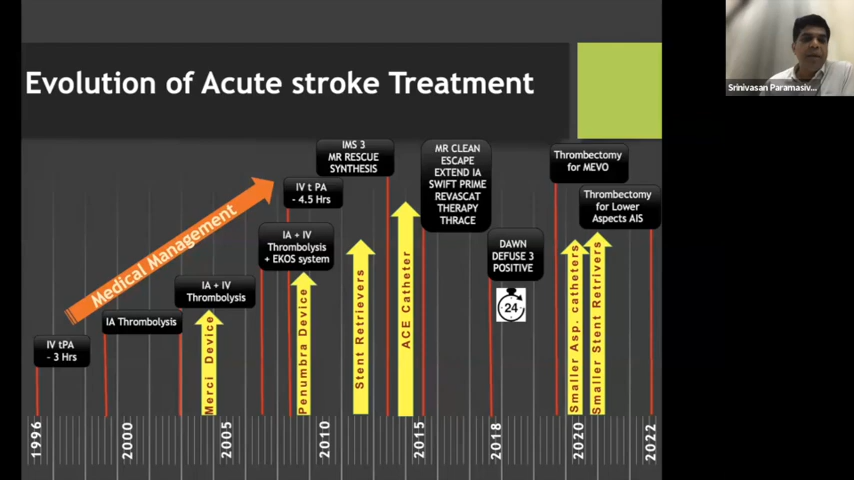 Evolution of Acute stroke Treatment
Srinivasan Paramasiv...
Medical Management
IV tPA
- 3 Hrs
IA Thrombolysis
IA + IV
Thrombolysis
Merci Device
IA + IV
Thrombolysis
+ EKOS system
Penumbra Device
IV t PA
- 4.5 Hrs
IMS 3
MR RESCUE
SYNTHESIS
Stent Retrievers
ACE Catheter
MR CLEAN
ESCAPE
EXTEND IA
SWIFT PRIME
REVASCAT
THERAPY
THRACE
DAWN
DEFUSE 3
POSITIVE
24
Thrombectomy
for MEVO
Thrombectomy
for Lower
Aspects AIS
Smaller Asp. catheters
Smaller Stent Retrivers
1996
2000
2005
2010
2015
2018
2020
2022